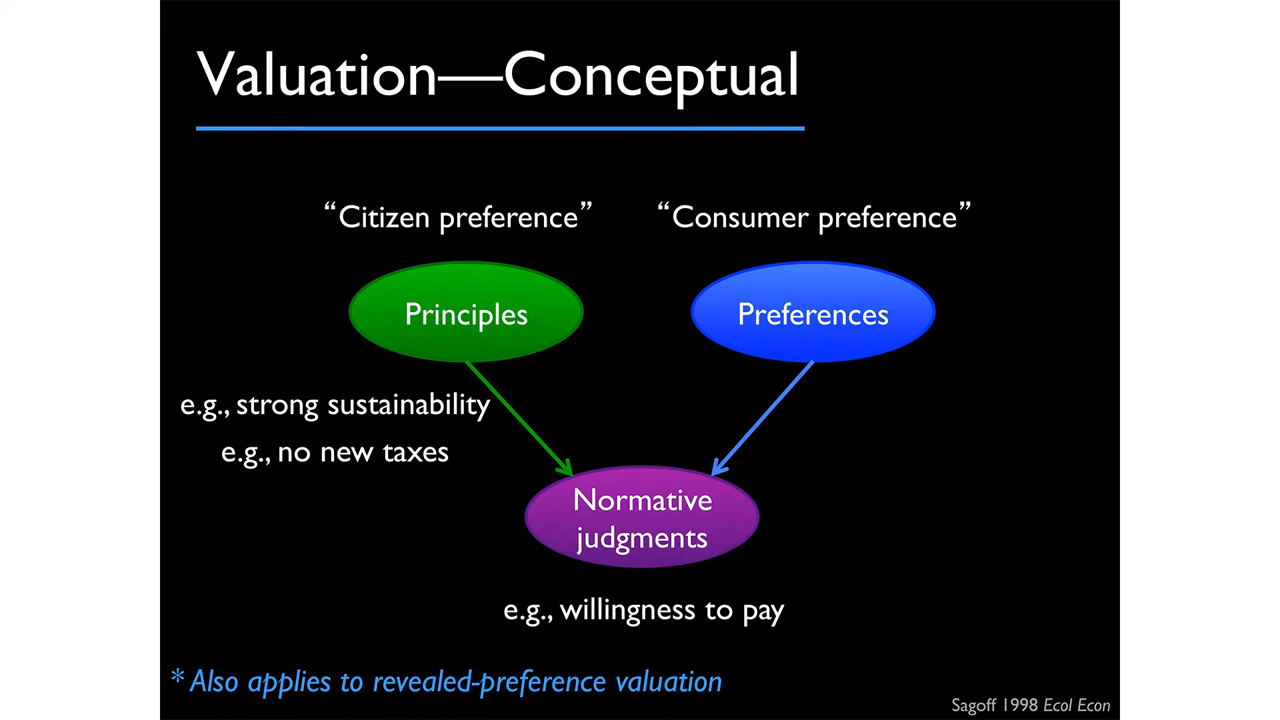 Valuation—Conceptual
“Citizen preference” “Consumer preference”
Principles Preferences
e.g., strong sustainability
e.g., no new taxes
Normative
judgments
e.g., willingness to pay
* Also applies to revealed-preference valuation
Sagoff 1998 Ecol Econ